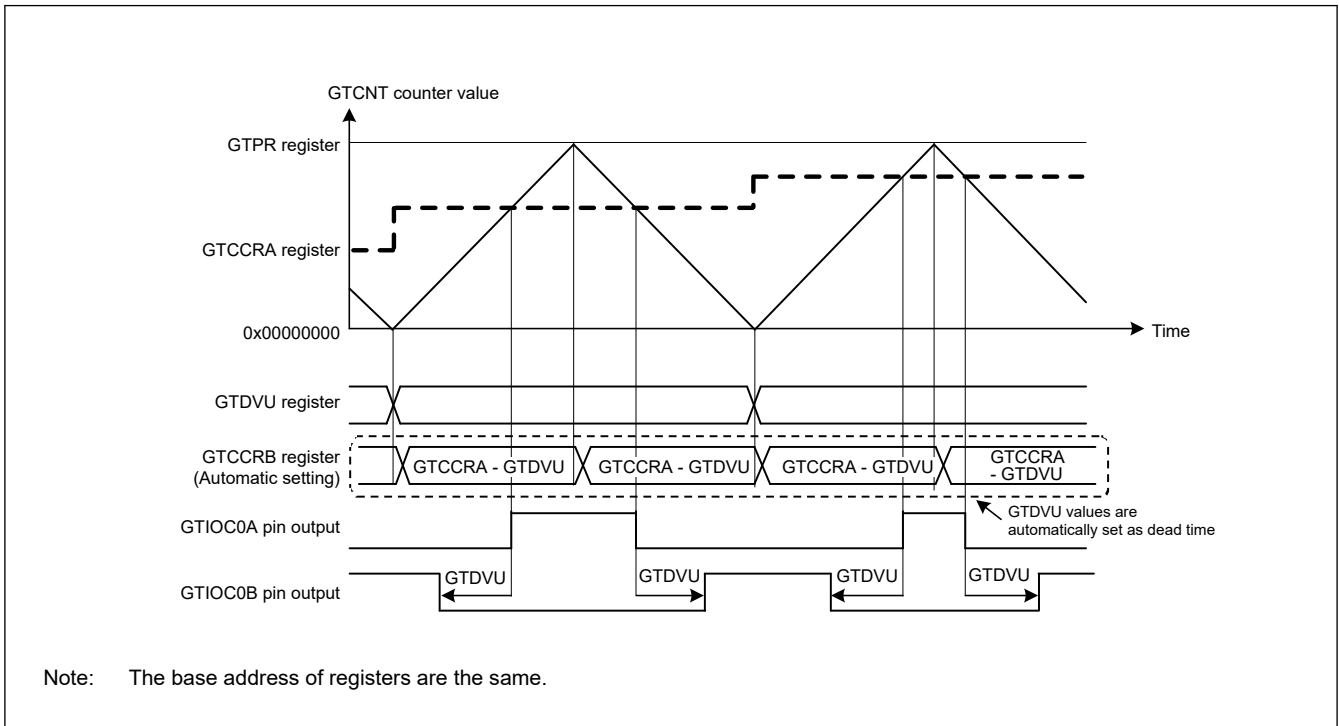 GTCNT counter value
GTPR register
GTCCRA register
0x00000000
Time
GTDVU register
GTCCRB register
(Automatic setting)
GTCCRA - GTDVU
GTCCRA - GTDVU
GTCCRA - GTDVU
GTCCRA
- GTDVU
GTDVU values are
automatically set as dead time
GTIOC0A pin output
GTIOC0B pin output
GTDVU
GTDVU
GTDVU
GTDVU
Note: The base address of registers are the same.